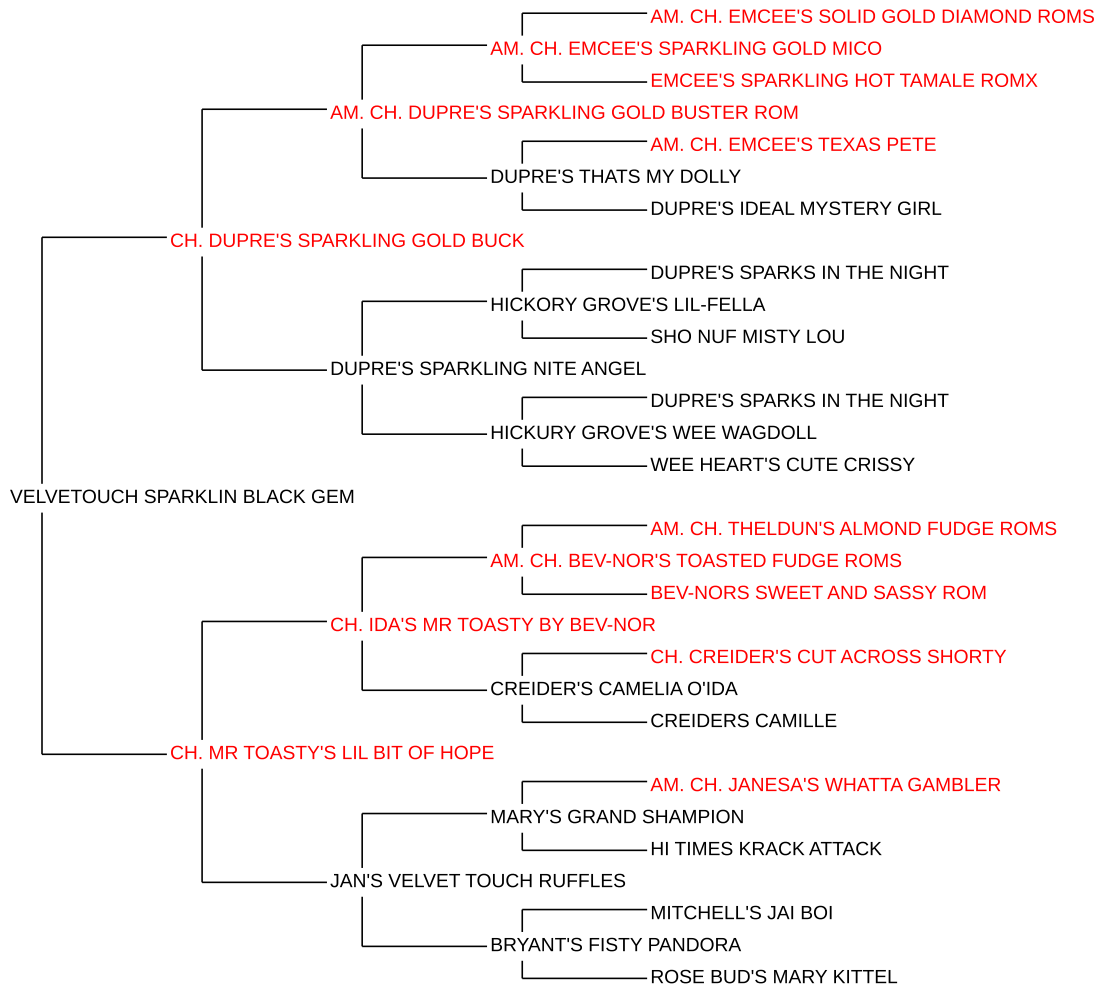 AM. CH. EMCEE'S SOLID GOLD DIAMOND ROMS
AM. CH. EMCEE'S SPARKLING GOLD MICO
EMCEE'S SPARKLING HOT TAMALE ROMX
AM. CH. DUPRE'S SPARKLING GOLD BUSTER ROM
AM. CH. EMCEE'S TEXAS PETE
DUPRE'S THATS MY DOLLY
DUPRE'S IDEAL MYSTERY GIRL
CH. DUPRE'S SPARKLING GOLD BUCK
DUPRE'S SPARKS IN THE NIGHT
HICKORY GROVE'S LIL-FELLA
SHO NUF MISTY LOU
DUPRE'S SPARKLING NITE ANGEL
DUPRE'S SPARKS IN THE NIGHT
HICKURY GROVE'S WEE WAGDOLL
WEE HEART'S CUTE CRISSY
VELVETOUCH SPARKLIN BLACK GEM
AM. CH. THELDUN'S ALMOND FUDGE ROMS
AM. CH. BEV-NOR'S TOASTED FUDGE ROMS
BEV-NORS SWEET AND SASSY ROM
CH. IDA'S MR TOASTY BY BEV-NOR
CH. CREIDER'S CUT ACROSS SHORTY
CREIDER'S CAMELIA O'IDA
CREIDERS CAMILLE
CH. MR TOASTY'S LIL BIT OF HOPE
AM. CH. JANESA'S WHATTA GAMBLER
MARY'S GRAND SHAMPION
HI TIMES KRACK ATTACK
JAN'S VELVET TOUCH RUFFLES
MITCHELL'S JAI BOI
BRYANT'S FISTY PANDORA
ROSE BUD'S MARY KITTEL